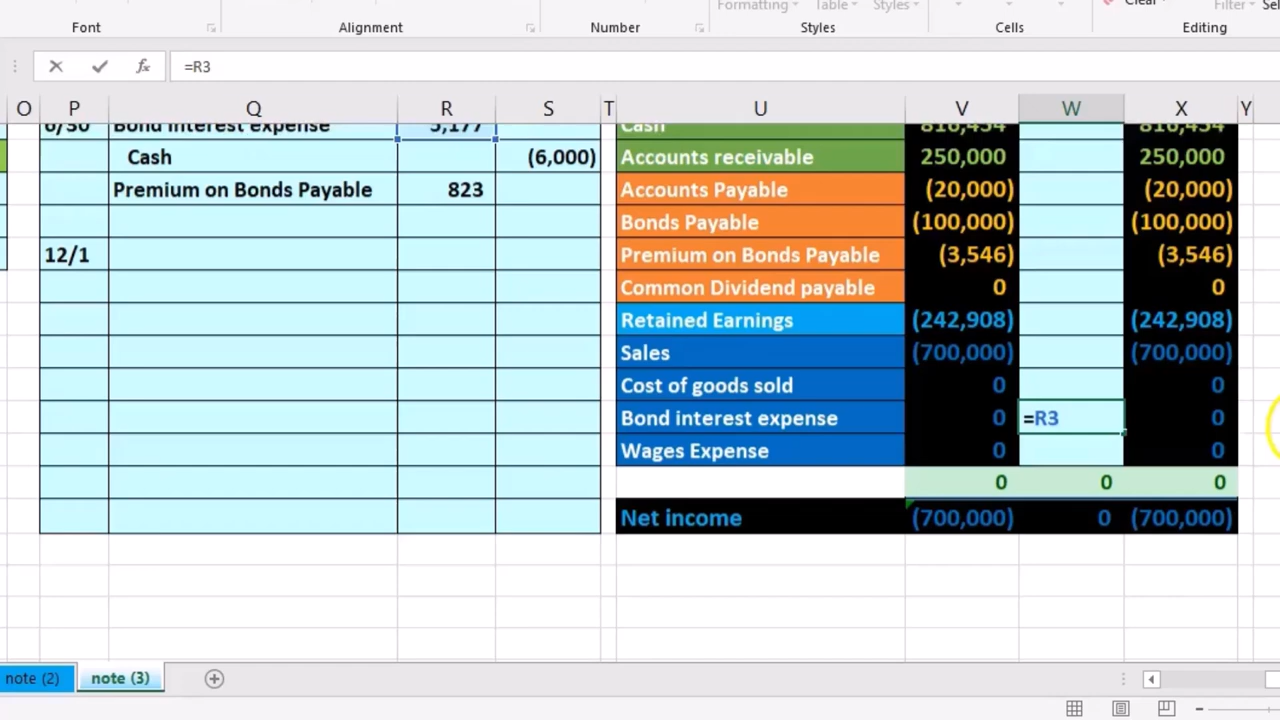 Formatting Table Styles Clear Filter
Font Alignment Number Styles Cells Editing
=R3
O P Q R S T U V W X Y
6/30 Bond interest expense 5,177 Cash 816,454 816,454
Cash (6,000) Accounts receivable 250,000 250,000
Premium on Bonds Payable 823 Accounts Payable (20,000) (20,000)
Bonds Payable (100,000) (100,000)
12/1 Premium on Bonds Payable (3,546) (3,546)
Common Dividend payable 0 0
Retained Earnings (242,908) (242,908)
Sales (700,000) (700,000)
Cost of goods sold 0 0
Bond interest expense 0 =R3 0
Wages Expense 0 0
0 0 0
Net income (700,000) 0 (700,000)
note (2) note (3)